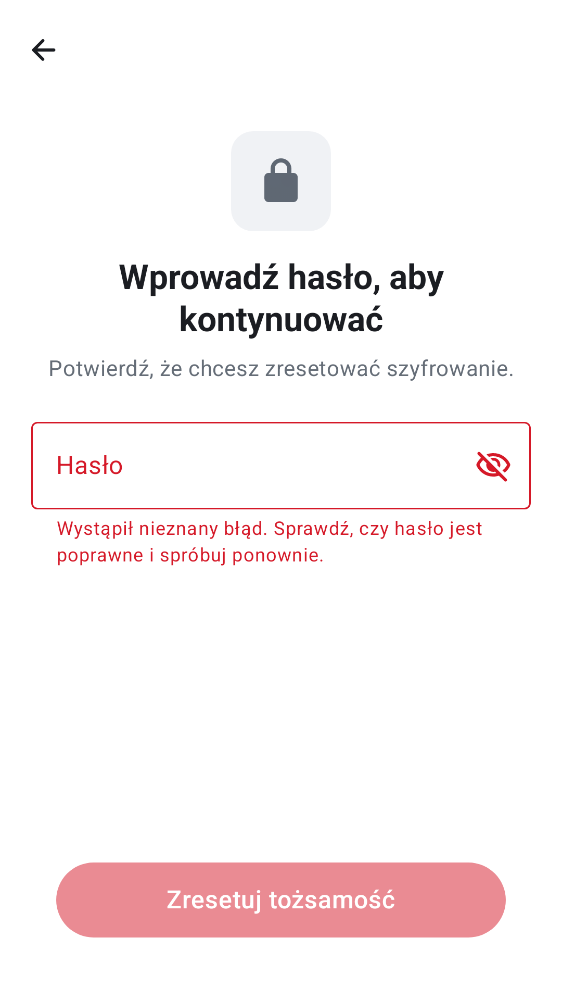 Wprowadź hasło, aby
kontynuować
Potwierdź, że chcesz zresetować szyfrowanie.
Hasło
Wystąpił nieznany błąd. Sprawdź, czy hasło jest
poprawne i spróbuj ponownie.
Zresetuj tożsamość